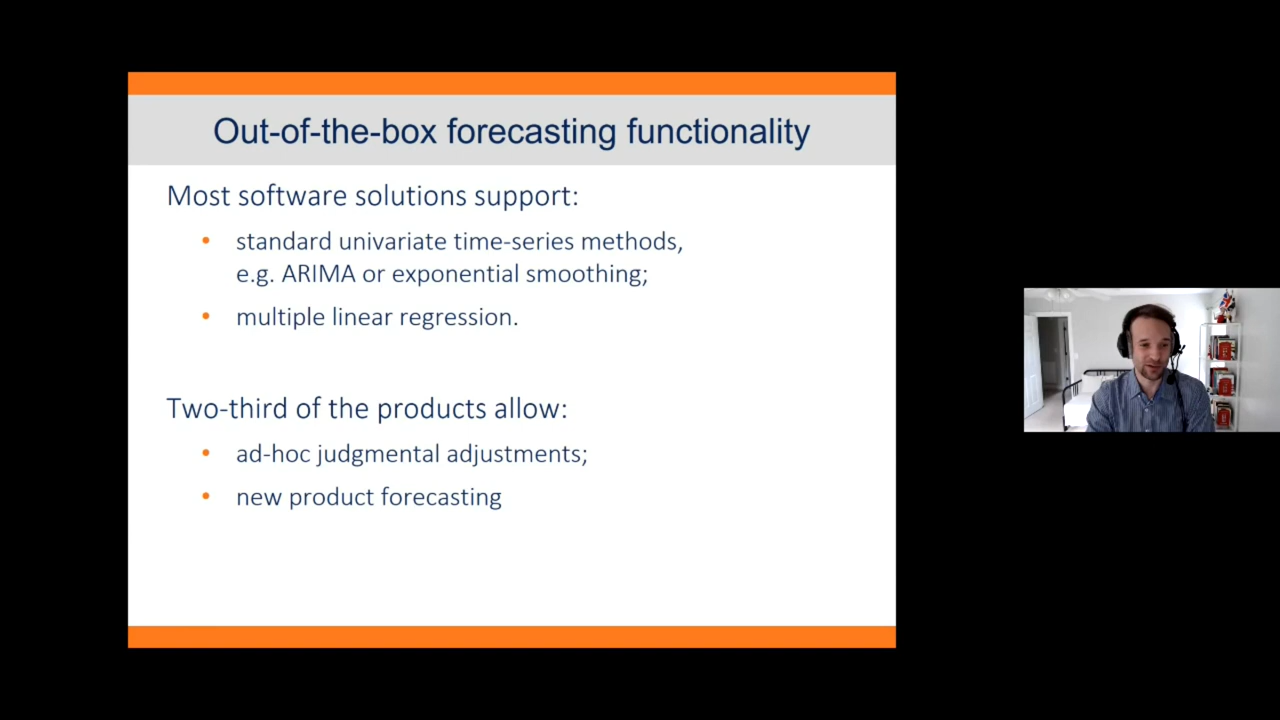 Out-of-the-box forecasting functionality
Most software solutions support:
• standard univariate time-series methods,
e.g. ARIMA or exponential smoothing;
• multiple linear regression.
Two-third of the products allow:
• ad-hoc judgmental adjustments;
• new product forecasting